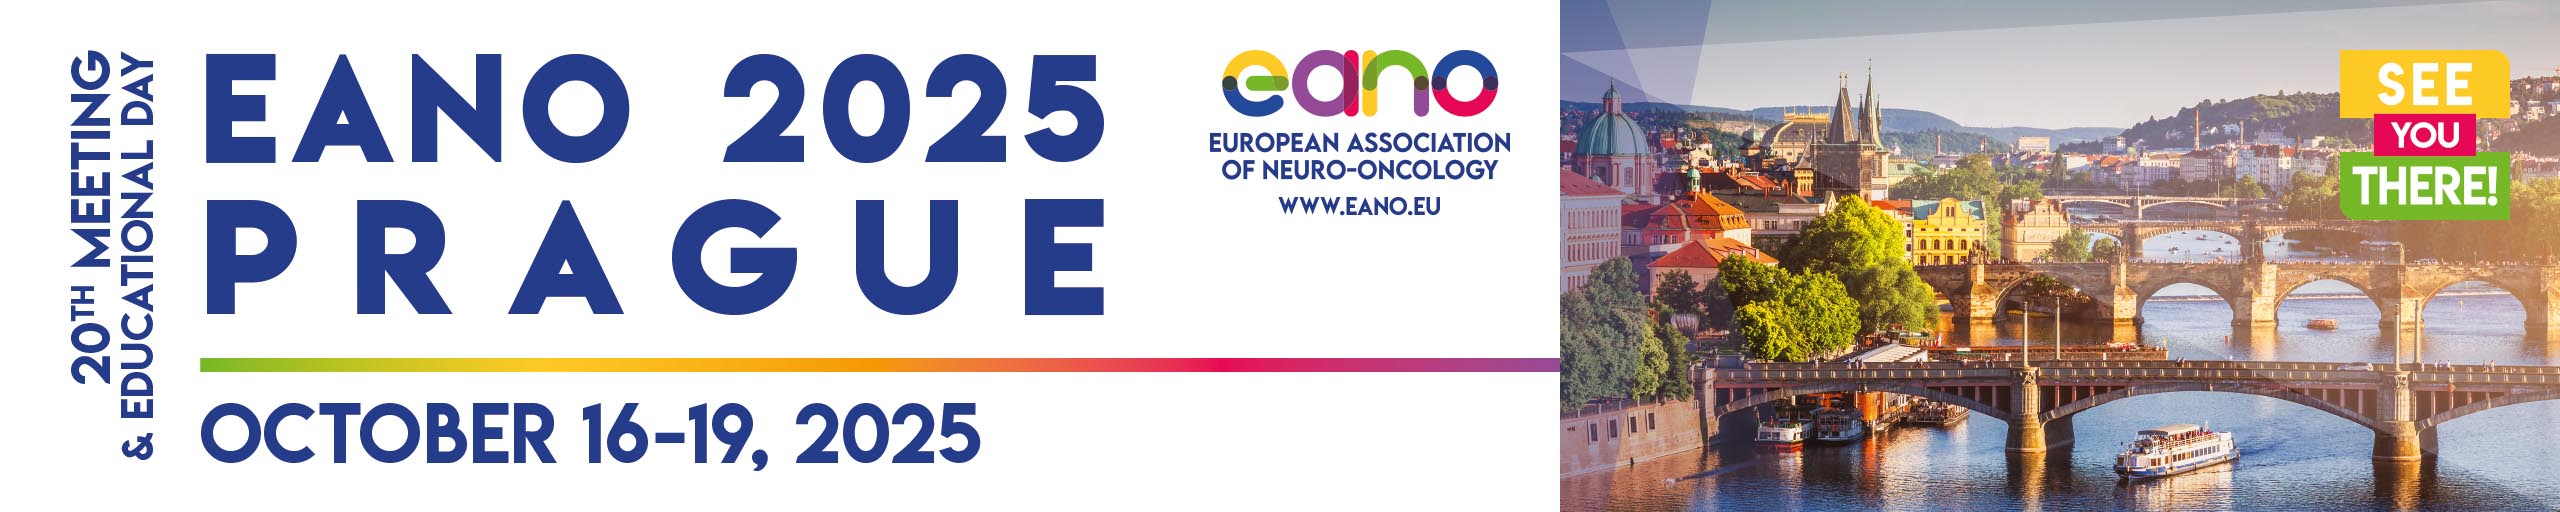 20TH MEETING
& EDUCATIONAL DAY
EANO 2025
PRAGUE
OCTOBER 16-19, 2025
eano
EUROPEAN ASSOCIATION
OF NEURO-ONCOLOGY
WWW.EANO.EU
SEE
YOU
THERE!